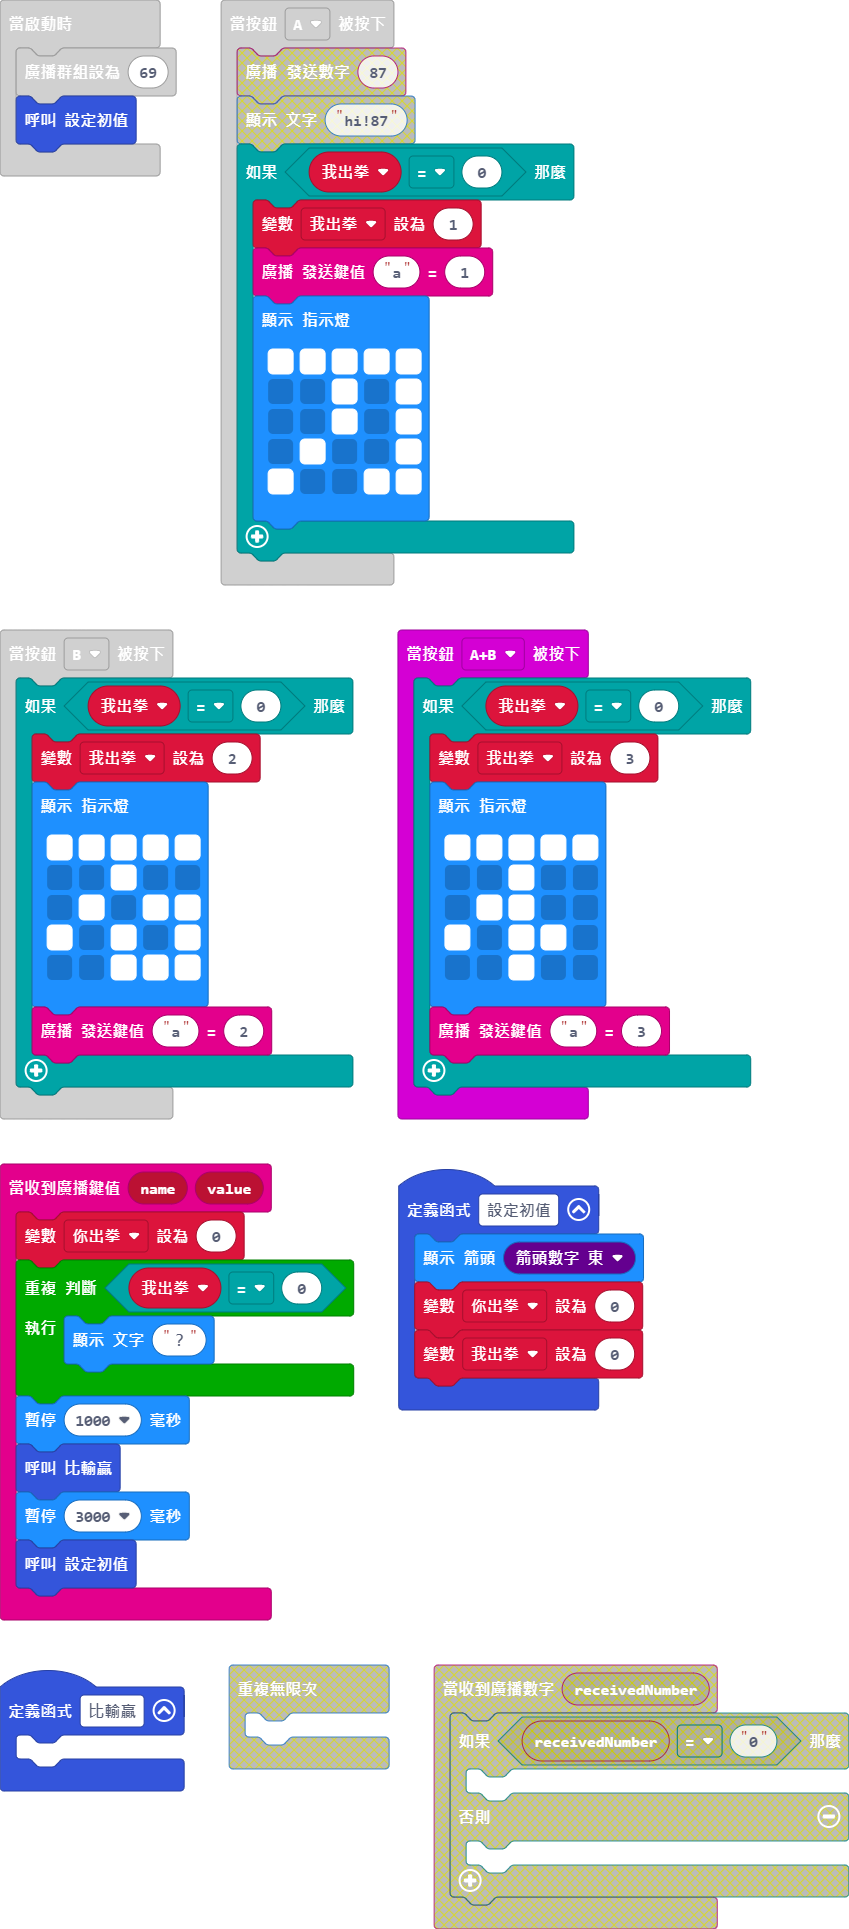 當啟動時
廣播群組設為 69
呼叫 設定初值
當按鈕 A 被按下
廣播 發送數字 87
顯示 文字 "hi!87"
如果 我出拳 = 0 那麼
變數 我出拳 設為 1
廣播 發送鍵值 "a" = 1
顯示 指示燈
當按鈕 B 被按下
如果 我出拳 = 0 那麼
變數 我出拳 設為 2
顯示 指示燈
廣播 發送鍵值 "a" = 2
當按鈕 A+B 被按下
如果 我出拳 = 0 那麼
變數 我出拳 設為 3
顯示 指示燈
廣播 發送鍵值 "a" = 3
當收到廣播鍵值 name value
變數 你出拳 設為 0
重複 判斷 我出拳 = 0
執行 顯示 文字 "?"
暫停 1000 毫秒
呼叫 比輸贏
暫停 3000 毫秒
呼叫 設定初值
定義函式 設定初值
顯示 箭頭 箭頭數字 東
變數 你出拳 設為 0
變數 我出拳 設為 0
定義函式 比輸贏
重複無限次
當收到廣播數字 receivedNumber
如果 receivedNumber = "0" 那麼
否則